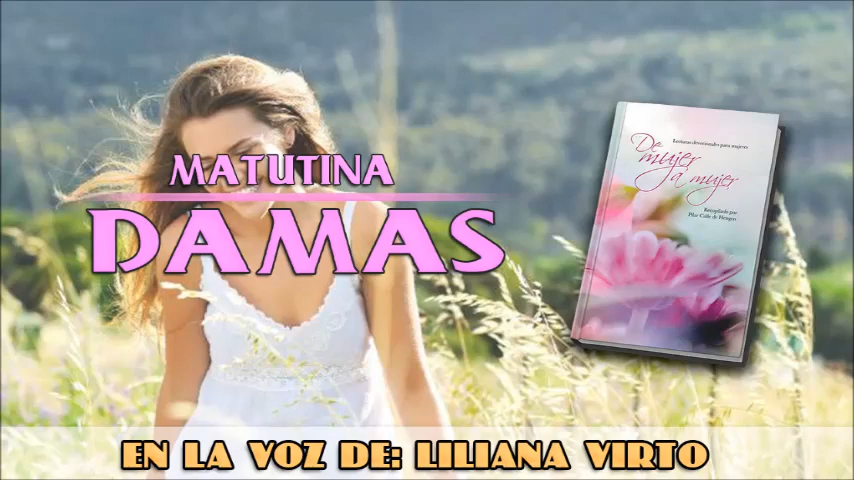 MATUTINA
DAMAS
Lecturas devocionales para mujeres
De
mujer
a mujer
Recopilado por
Pilar Calle de Henger
EN LA VOZ DE: LILIANA VIRTO